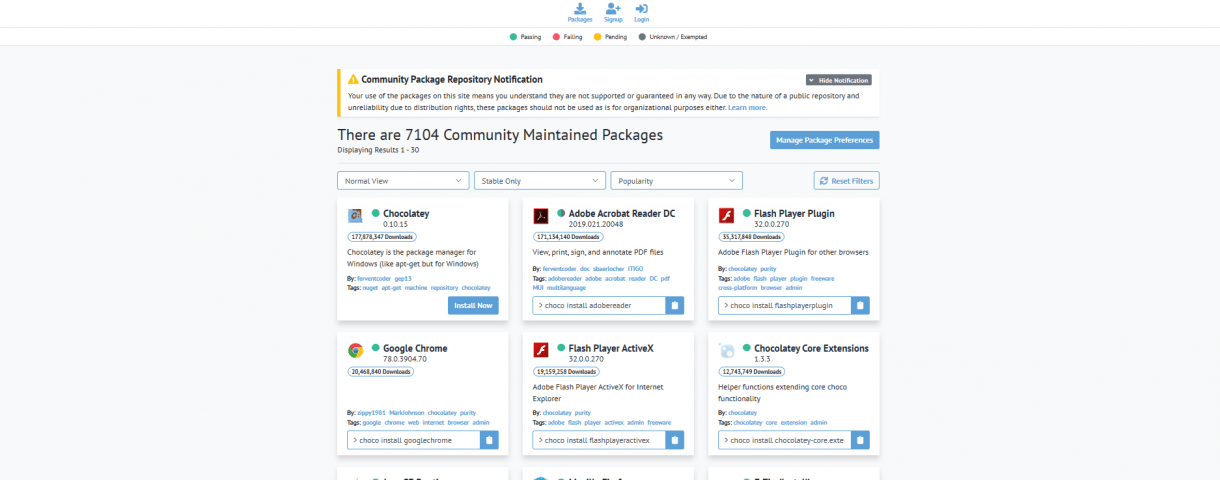 Packages Signup Login
Passing Failing Pending Unknown / Exempted
Community Package Repository Notification
Hide Notification
Your use of the packages on this site means you understand they are not supported or guaranteed in any way. Due to the nature of a public repository and
unreliability due to distribution rights, these packages should not be used as is for organizational purposes either. Learn more.
There are 7104 Community Maintained Packages
Displaying Results 1 - 30
Manage Package Preferences
Normal View
Stable Only
Popularity
Reset Filters
Chocolatey
0.10.15
177,878,347 Downloads
Chocolatey is the package manager for
Windows (like apt-get but for Windows)
By: ferventcoder gep13
Tags: nuget apt-get machine repository chocolatey
Install Now
Adobe Acrobat Reader DC
2019.021.20048
171,134,140 Downloads
View, print, sign, and annotate PDF files
By: ferventcoder doc sbaerlocher ITIGO
Tags: adobereader adobe acrobat reader DC pdf
MUI multilanguage
> choco install adobereader
Flash Player Plugin
32.0.0.270
35,317,848 Downloads
Adobe Flash Player Plugin for other browsers
By: chocolatey purity
Tags: adobe flash player plugin freeware
cross-platform browser admin
> choco install flashplayerplugin
Google Chrome
78.0.3904.70
20,468,840 Downloads
By: zippy1981 MarkJohnson chocolatey purity
Tags: google chrome web internet browser admin
> choco install googlechrome
Flash Player ActiveX
32.0.0.270
19,159,258 Downloads
Adobe Flash Player ActiveX for Internet
Explorer
By: chocolatey purity
Tags: adobe flash player activex admin freeware
> choco install flashplayeractivex
Chocolatey Core Extensions
1.3.3
12,743,749 Downloads
Helper functions extending core choco
functionality
By: chocolatey
Tags: chocolatey core extension admin
> choco install chocolatey-core.exte